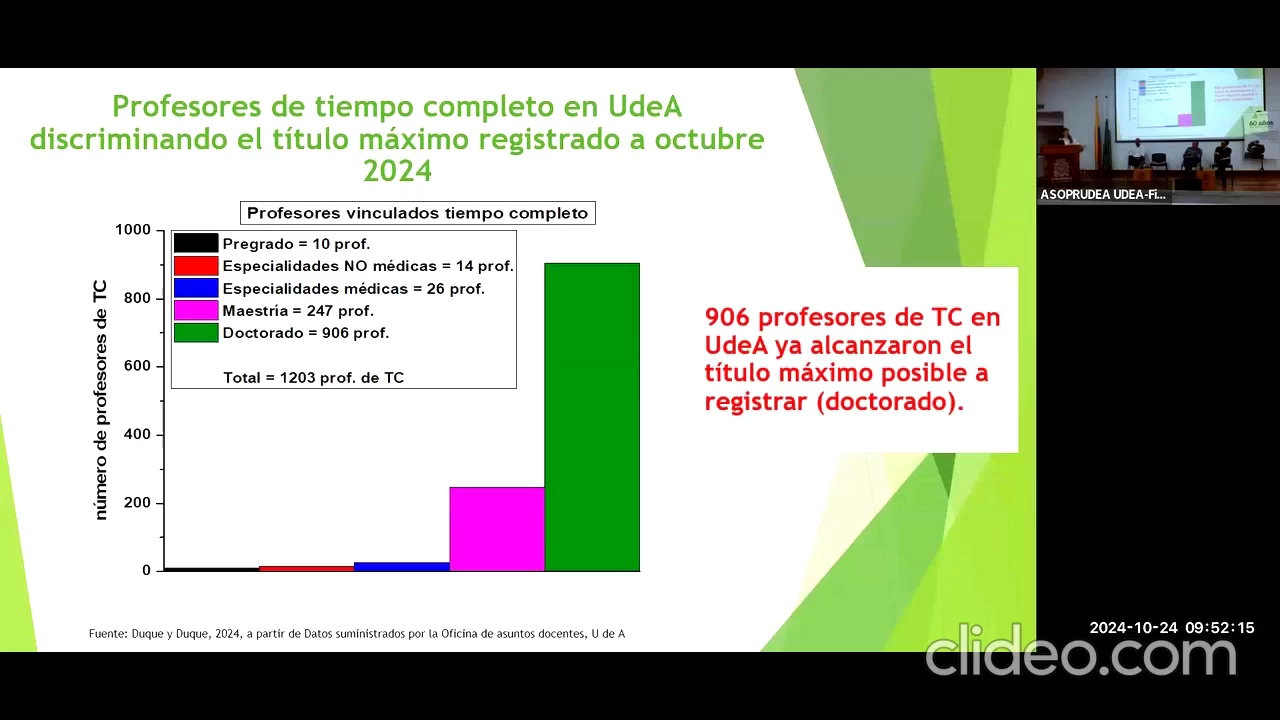 Profesores de tiempo completo en UdeA
discriminando el título máximo registrado a octubre
2024
Profesores vinculados tiempo completo
número de profesores de TC
1000
800
600
400
200
0
Pregrado = 10 prof.
Especialidades NO médicas = 14 prof.
Especialidades médicas = 26 prof.
Maestría = 247 prof.
Doctorado = 906 prof.
Total = 1203 prof. de TC
906 profesores de TC en
UdeA ya alcanzaron el
título máximo posible a
registrar (doctorado).
Fuente: Duque y Duque, 2024, a partir de Datos suministrados por la Oficina de asuntos docentes, U de A
60 años
ASOPRUDEA UDEA-Fi...
2024-10-24 09:52:15
clideo.com